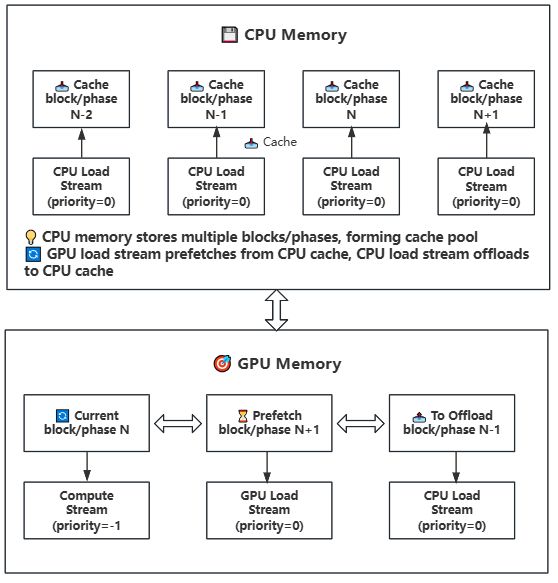 CPU Memory
Cache
block/phase
N-2
Cache
block/phase
N-1
Cache
block/phase
N
Cache
block/phase
N+1
Cache
CPU Load
Stream
(priority=0)
CPU Load
Stream
(priority=0)
CPU Load
Stream
(priority=0)
CPU Load
Stream
(priority=0)
CPU memory stores multiple blocks/phases, forming cache pool
GPU load stream prefetches from CPU cache, CPU load stream offloads
to CPU cache
GPU Memory
Current
block/phase N
Prefetch
block/phase N+1
To Offload
block/phase N-1
Compute
Stream
(priority=-1
GPU Load
Stream
(priority=0)
CPU Load
Stream
(priority=0)